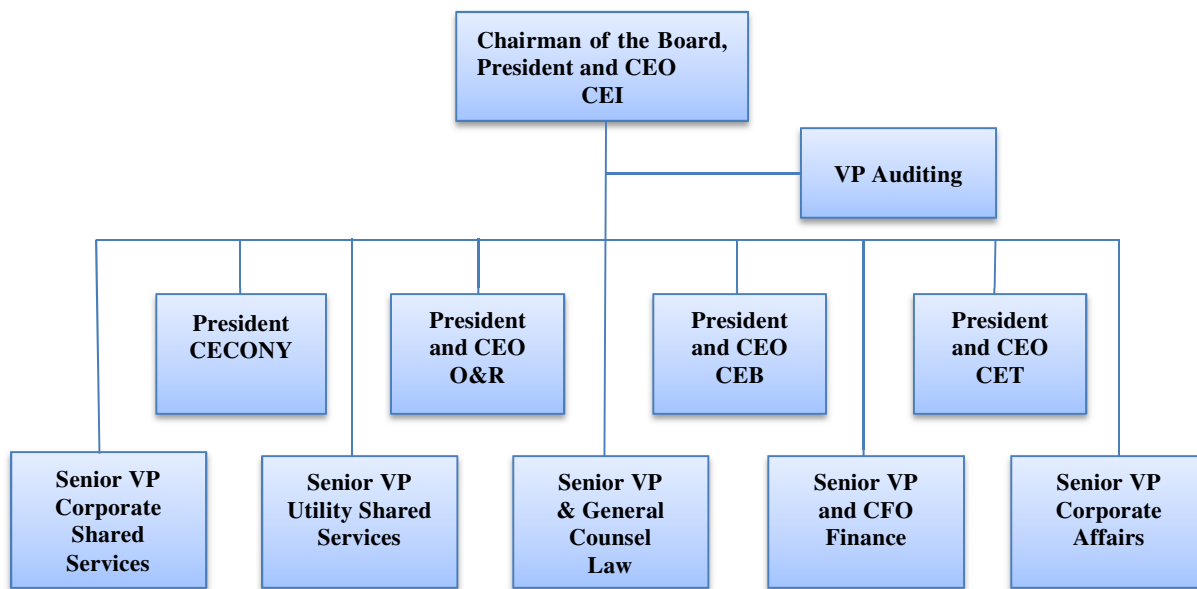 Chairman of the Board,
President and CEO
CEI
VP Auditing
President
CECONY
President
and CEO
O&R
President
and CEO
CEB
President
and CEO
CET
Senior VP
Corporate
Shared
Services
Senior VP
Utility Shared
Services
Senior VP
& General
Counsel
Law
Senior VP
and CFO
Finance
Senior VP
Corporate
Affairs